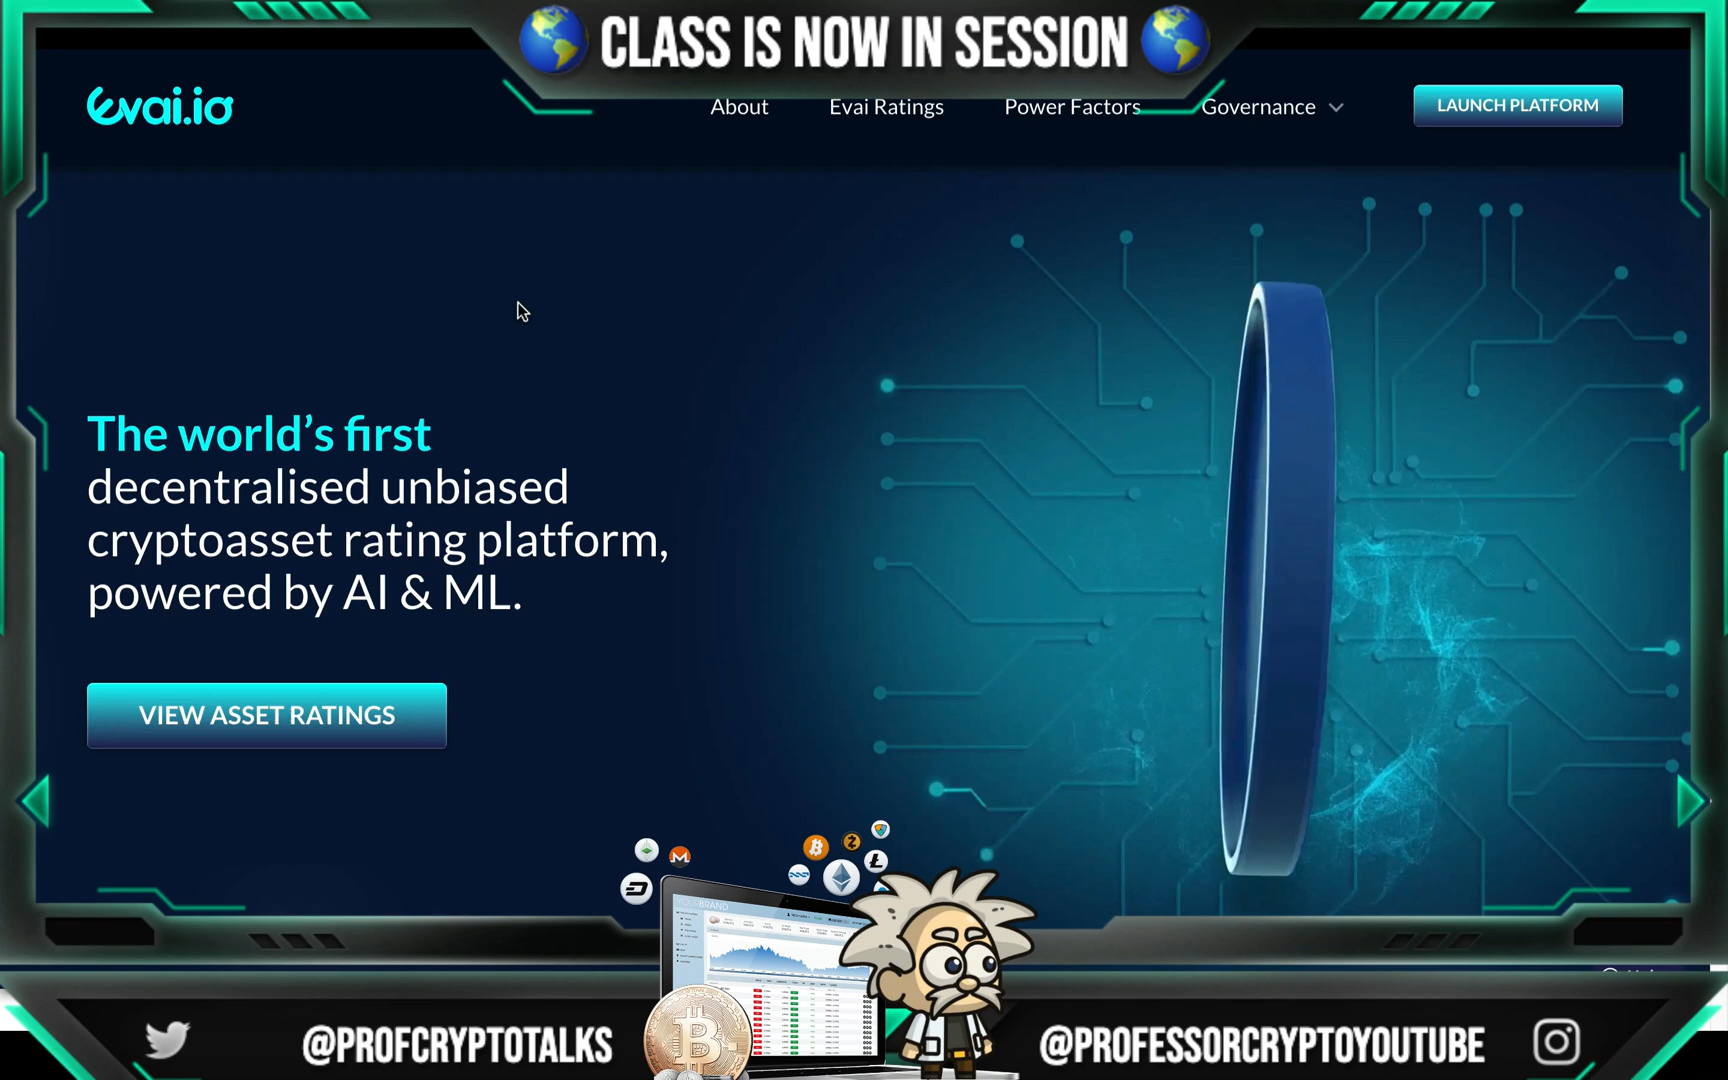 CLASS IS NOW IN SESSION
Evai.io
About
Evai Ratings
Power Factors
Governance
LAUNCH PLATFORM
The world's first
decentralised unbiased
cryptoasset rating platform,
powered by AI & ML.
VIEW ASSET RATINGS
YOURBRAND
@PROFCRYPTOTALKS
@PROFESSORCRYPTOYOUTUBE